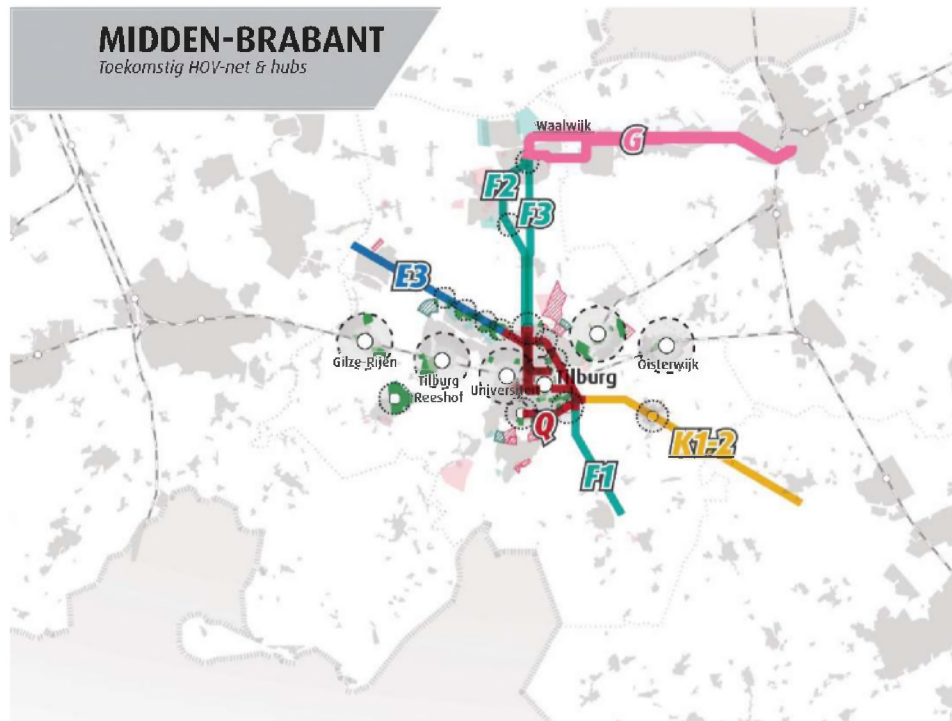 MIDDEN-BRABANT
Toekomstig HOV-net & hubs
Waalwijk
G
F2
F3
E3
Gilze-Rijen
Tilburg
Reeshof
Universiteit
Tilburg
Oisterwijk
Q
K1-2
F1